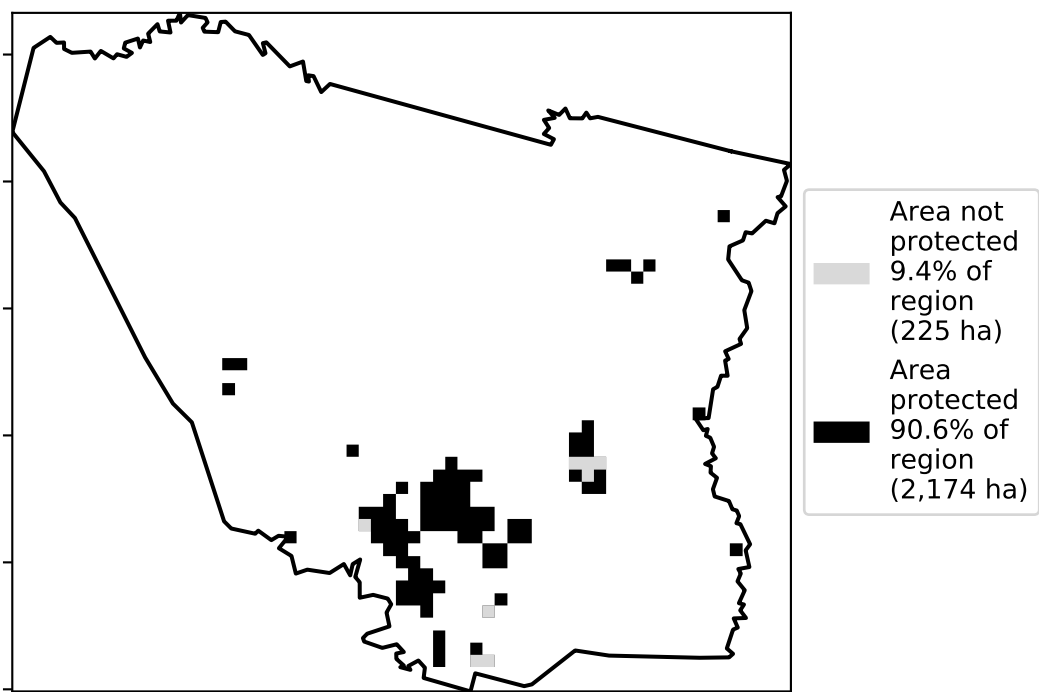 Area not
protected
9.4% of
region
(225 ha)
Area
protected
90.6% of
region
(2,174 ha)